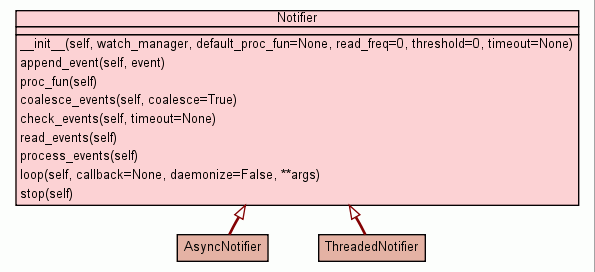 Notifier
__init__(self, watch_manager, default_proc_fun=None, read_freq=0, threshold=0, timeout=None)
append_event(self, event)
proc_fun(self)
coalesce_events(self, coalesce=True)
check_events(self, timeout=None)
read_events(self)
process_events(self)
loop(self, callback=None, daemonize=False, **args)
stop(self)
AsyncNotifier
ThreadedNotifier